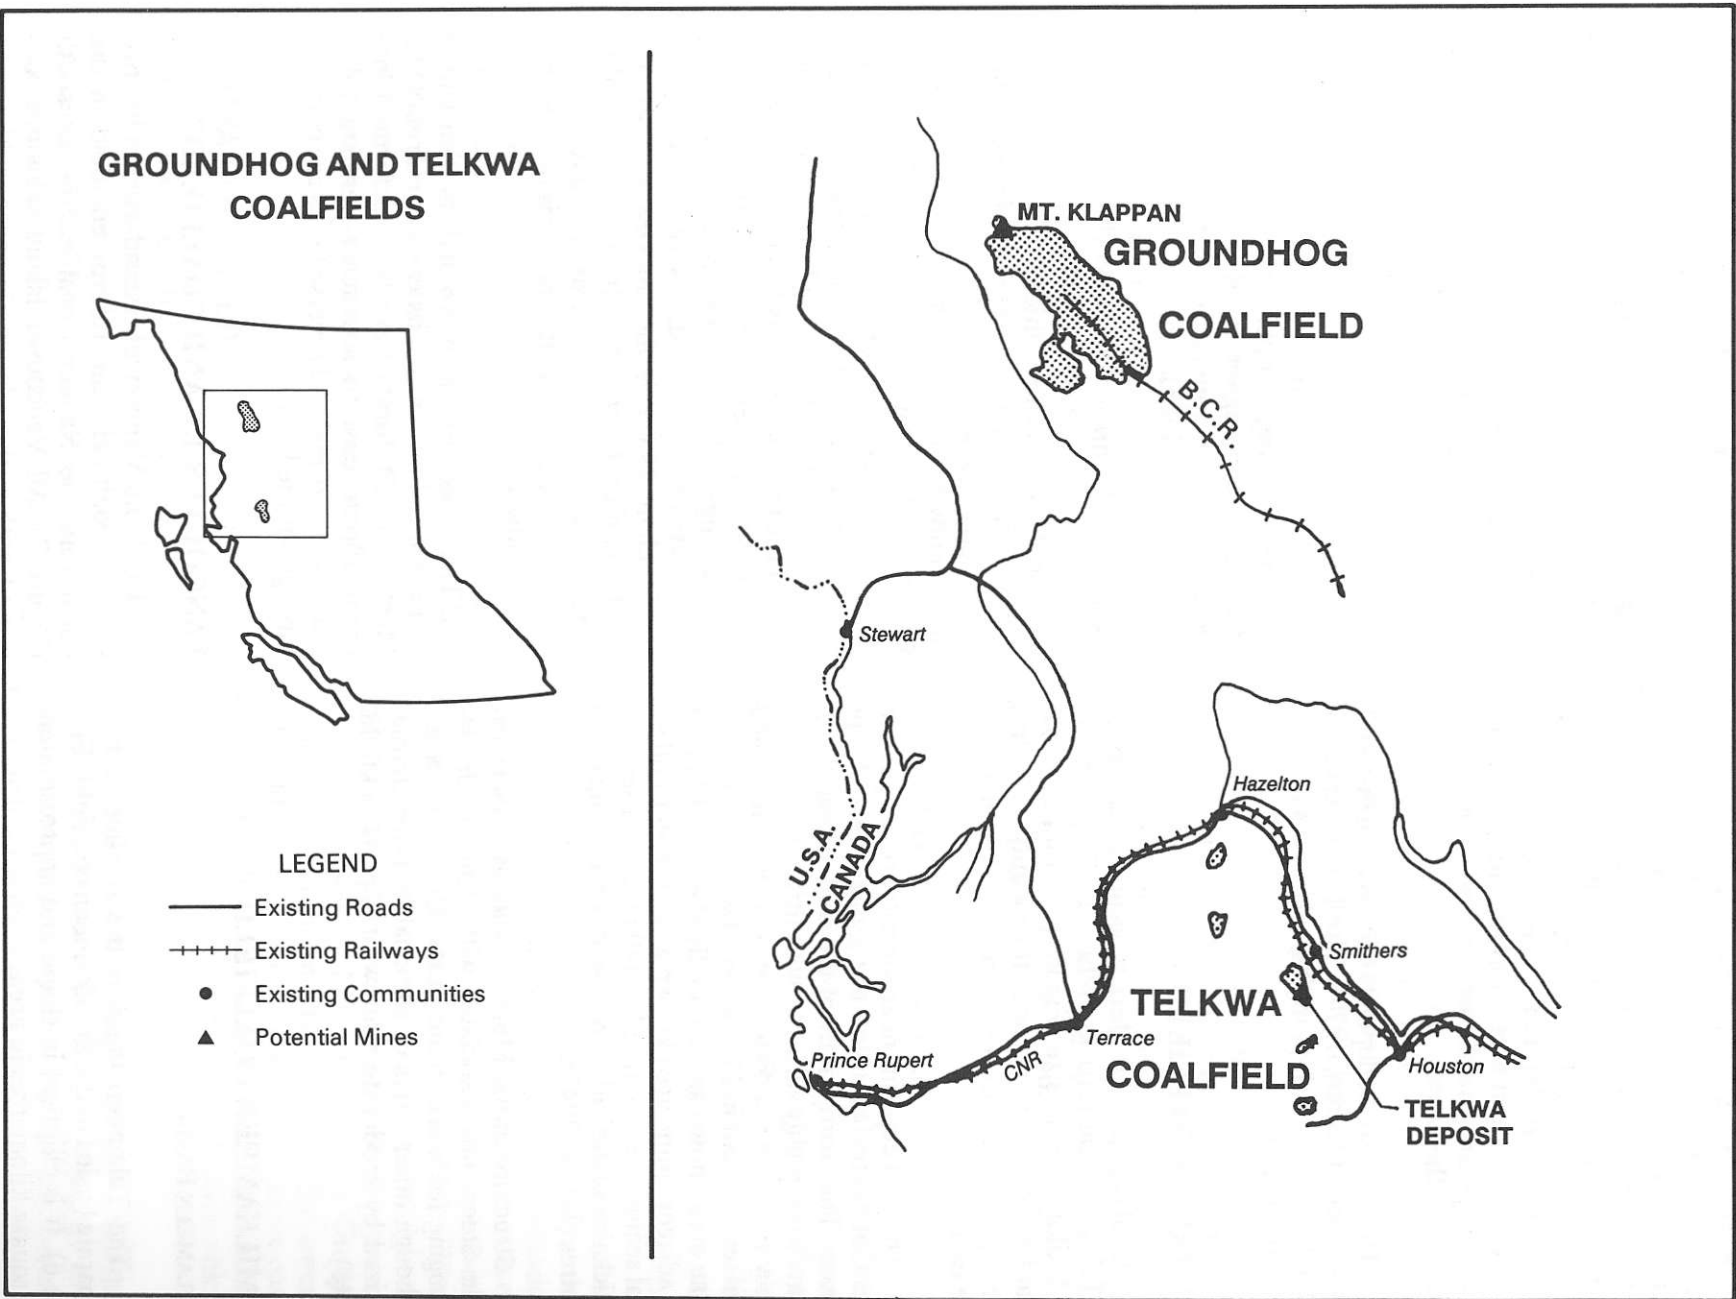 GROUNDHOG AND TELKWA
COALFIELDS
LEGEND
Existing Roads
Existing Railways
Existing Communities
Potential Mines
MT. KLAPPAN
GROUNDHOG
COALFIELD
B.C.R.
Stewart
Hazelton
U.S.A.
CANADA
Smithers
TELKWA
Terrace
Prince Rupert
CNR
COALFIELD
Houston
TELKWA
DEPOSIT